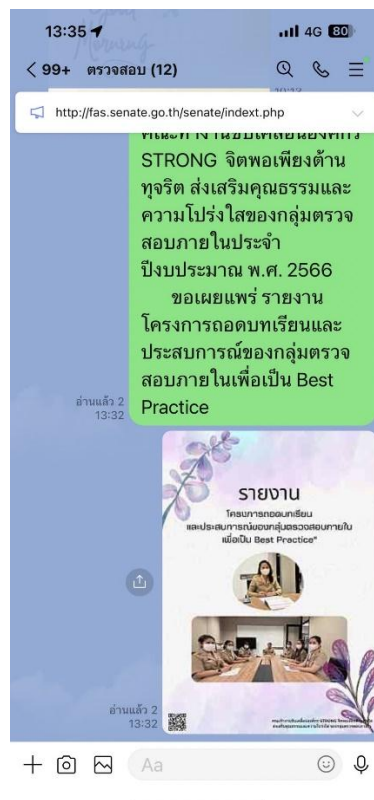 13:35
4G 80
99+ ตรวจสอบ (12)
http://fas.senate.go.th/senate/indext.php
STRONG จิตพอเพียงต้าน
ทุจริต ส่งเสริมคุณธรรมและ
ความโปร่งใสของกลุ่มตรวจ
สอบภายในประจำ
ปีงบประมาณ พ.ศ. 2566
ขอเผยแพร่ รายงาน
โครงการถอดบทเรียนและ
ประสบการณ์ของกลุ่มตรวจ
สอบภายในเพื่อเป็น Best
Practice
อ่านแล้ว 2
13:32
รายงาน
โครงการถอดบทเรียน
และประสบการณ์ของกลุ่มตรวจสอบภายใน
เพื่อเป็น Best Practice"
อ่านแล้ว 2
13:32
Aa